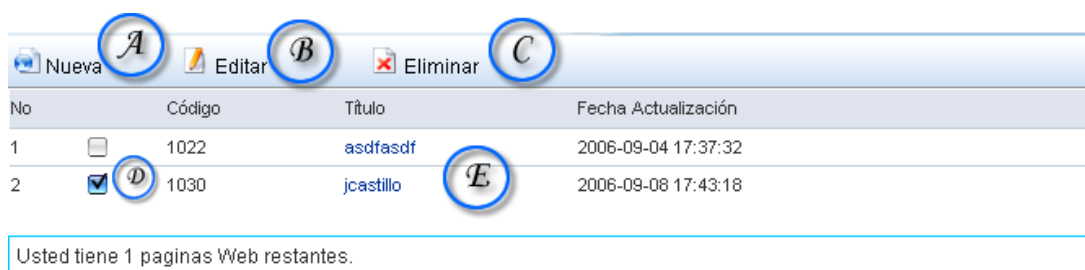 Nueva A Editar B Eliminar C
No Código Título Fecha Actualización
1 1022 asdfasdf 2006-09-04 17:37:32
2 D 1030 jcastillo E 2006-09-08 17:43:18
Usted tiene 1 paginas Web restantes.